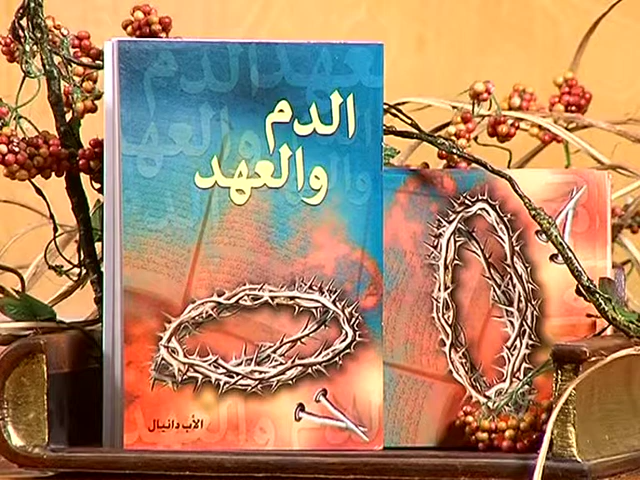 الدم
والعهد
الأب دانيال